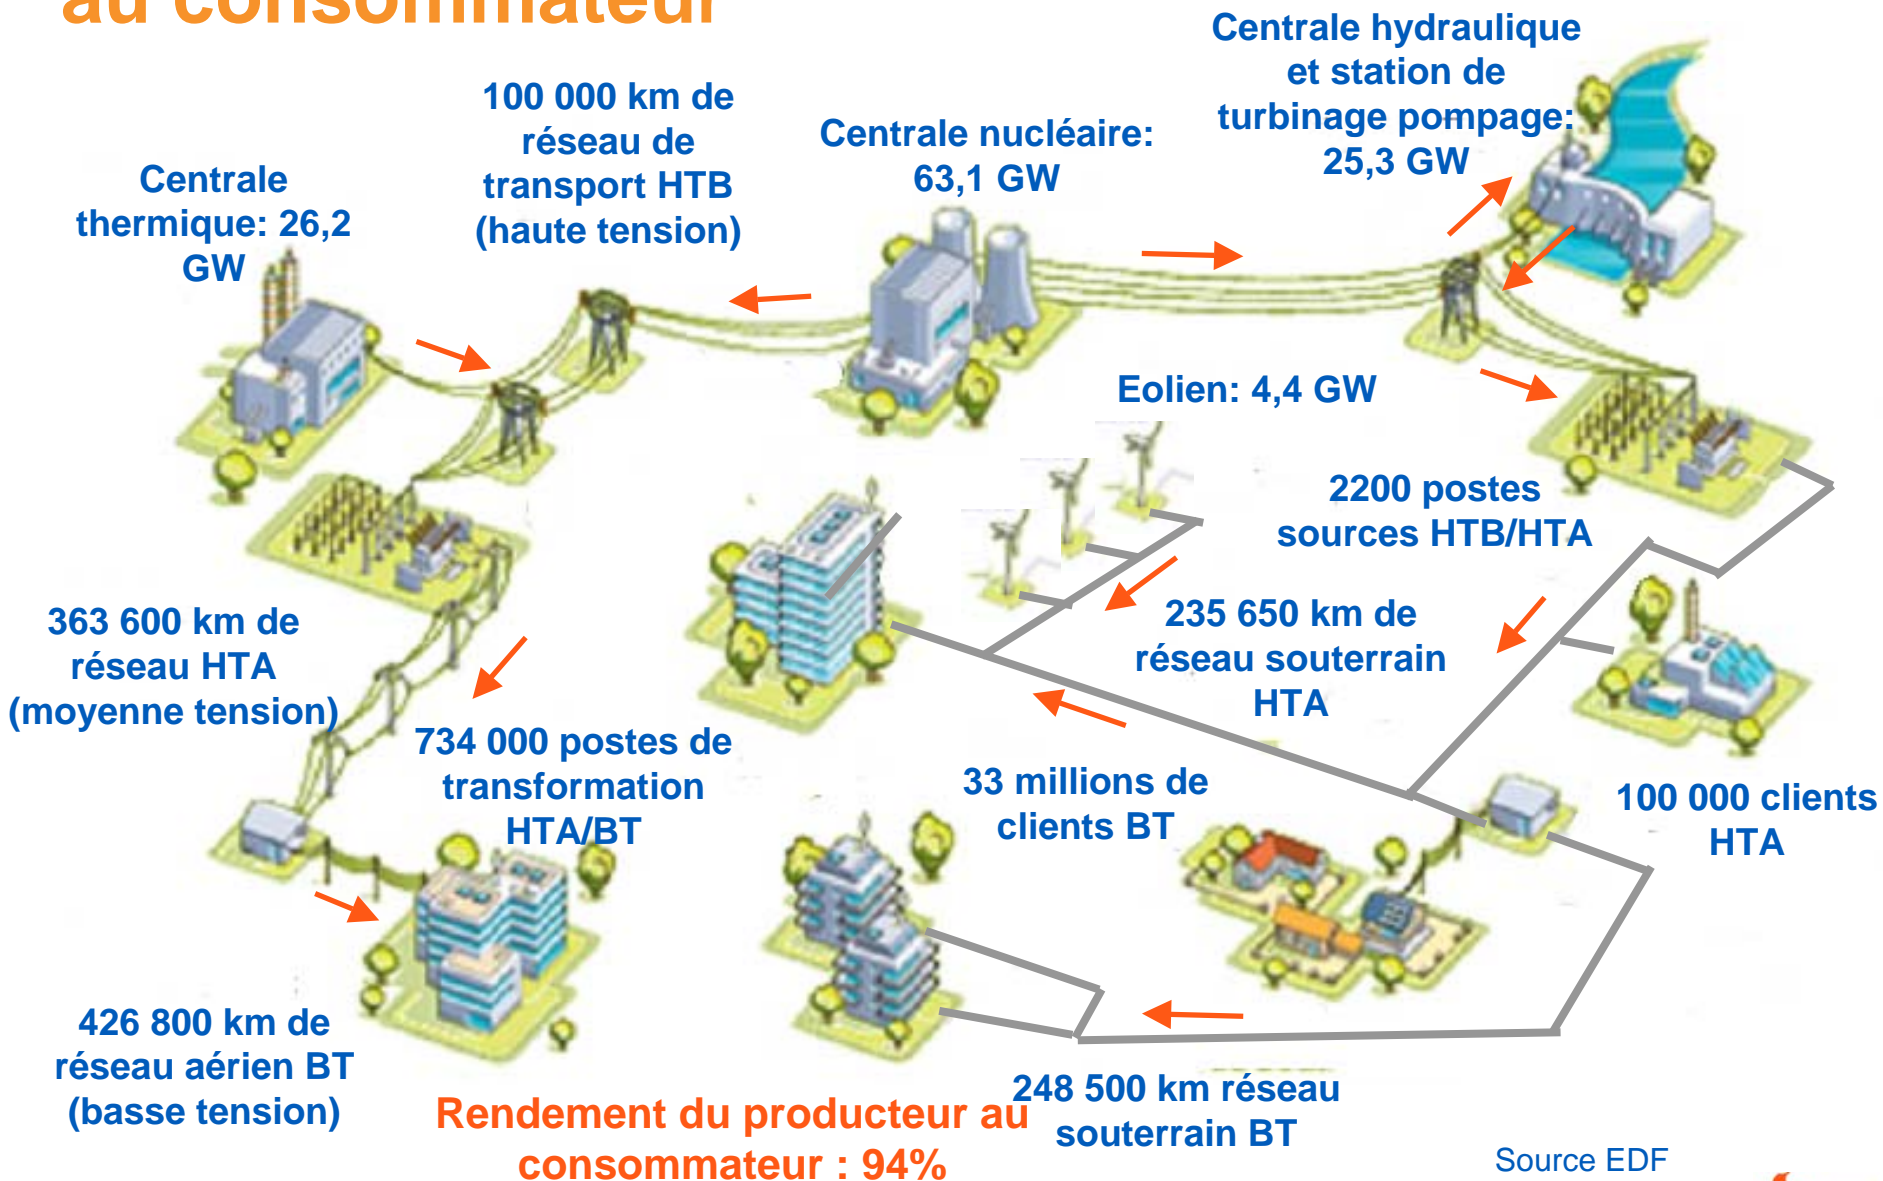 au consommateur
Centrale hydraulique
et station de
turbinage pompage:
25,3 GW
100 000 km de
réseau de
transport HTB
(haute tension)
Centrale nucléaire:
63,1 GW
Centrale
thermique: 26,2
GW
Eolien: 4,4 GW
2200 postes
sources HTB/HTA
363 600 km de
réseau HTA
(moyenne tension)
235 650 km de
réseau souterrain
HTA
734 000 postes de
transformation
HTA/BT
33 millions de
clients BT
100 000 clients
HTA
426 800 km de
réseau aérien BT
(basse tension)
248 500 km réseau
souterrain BT
Rendement du producteur au
consommateur : 94%
Source EDF